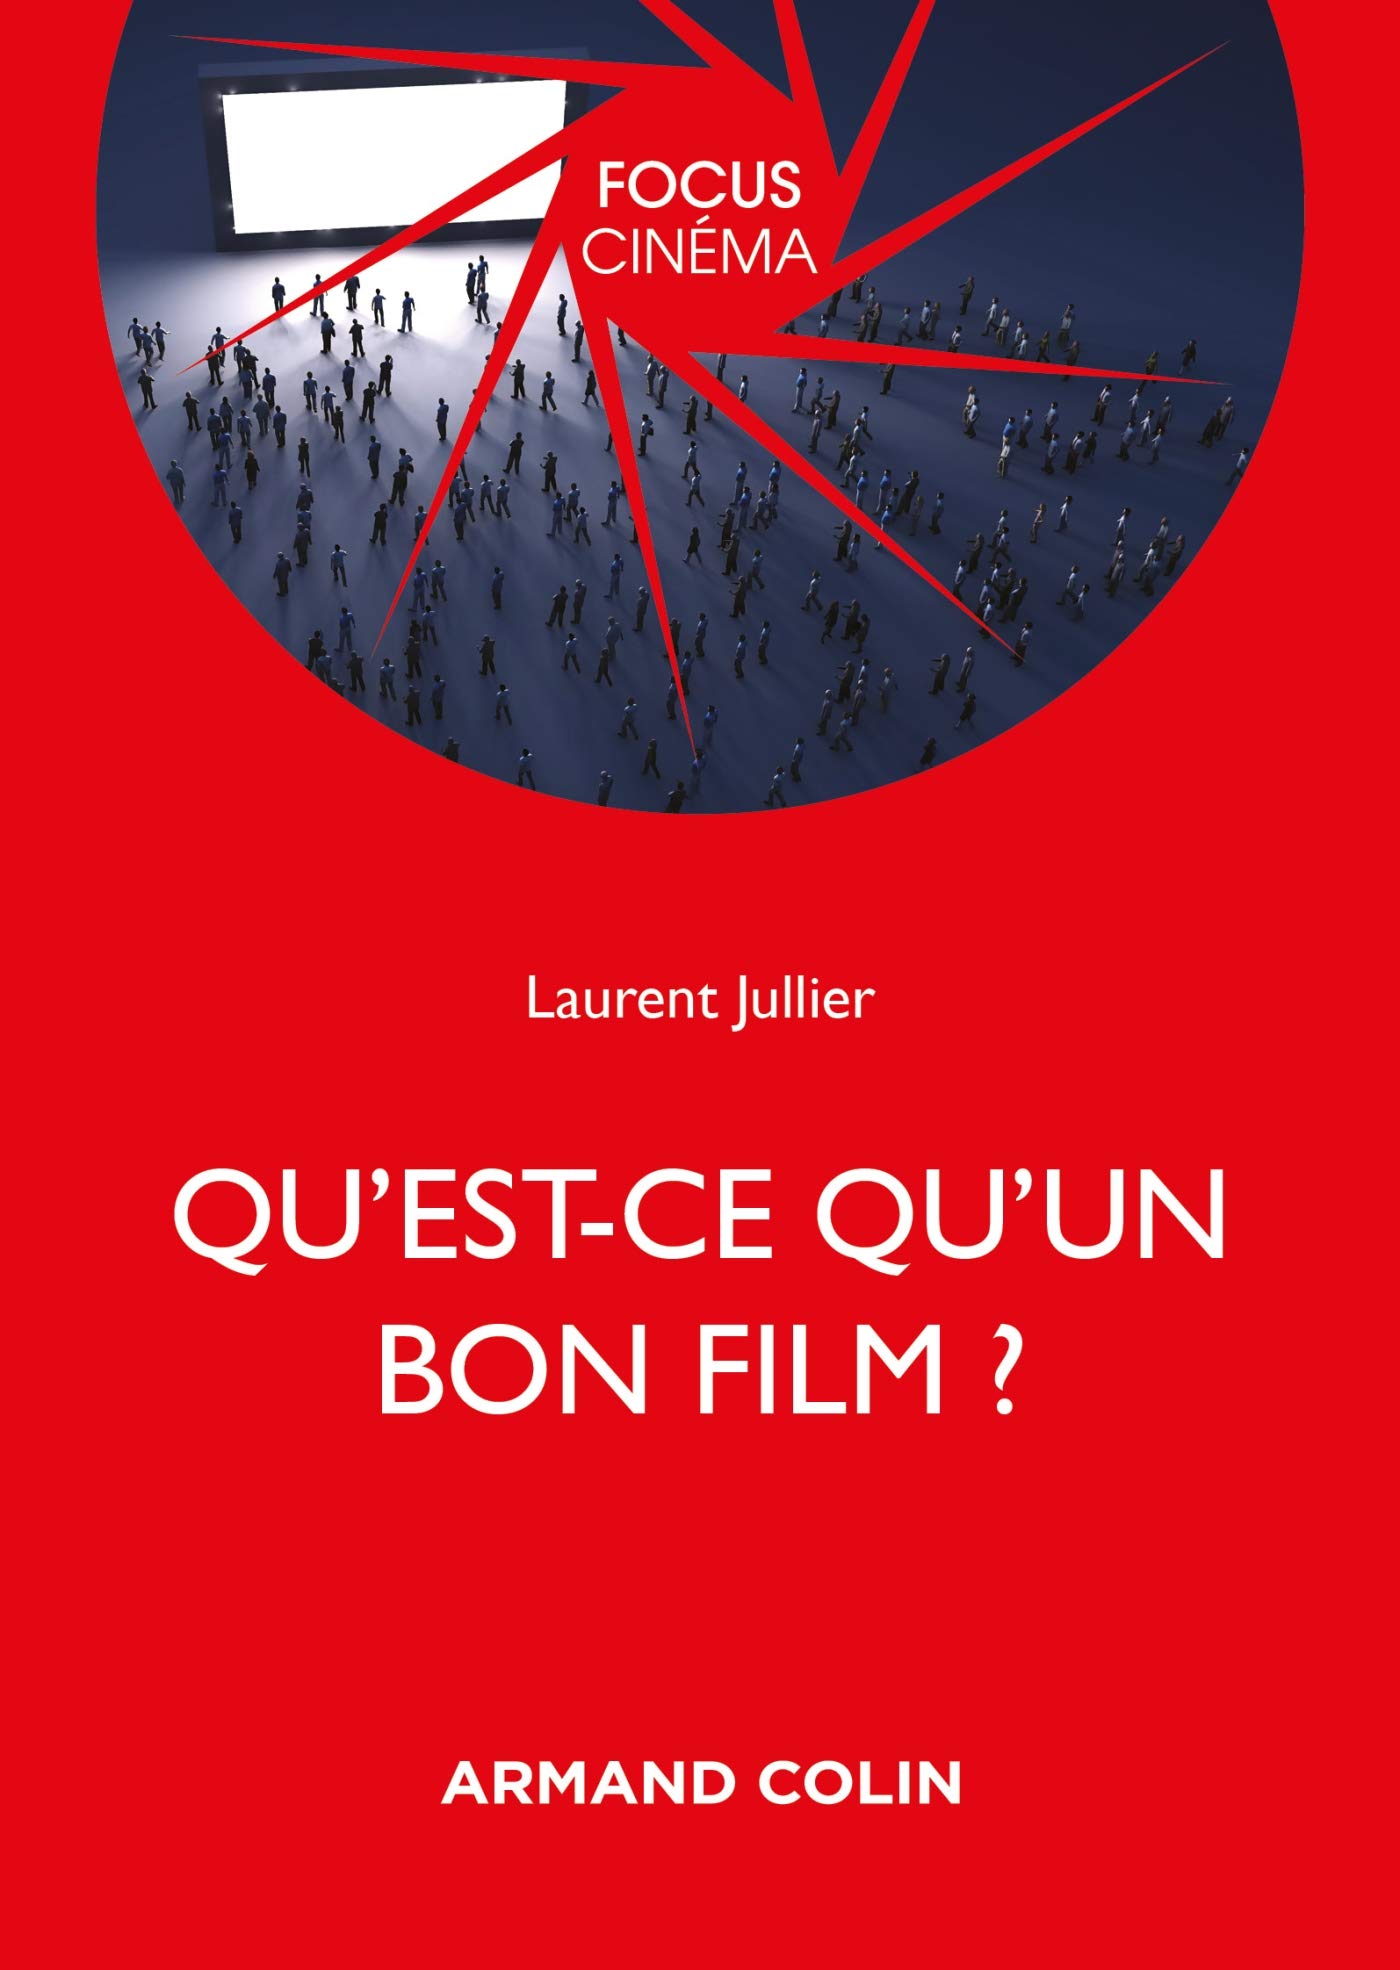 FOCUS
CINÉMA
Laurent Jullier
QU’EST-CE QU’UN
BON FILM ?
ARMAND COLIN